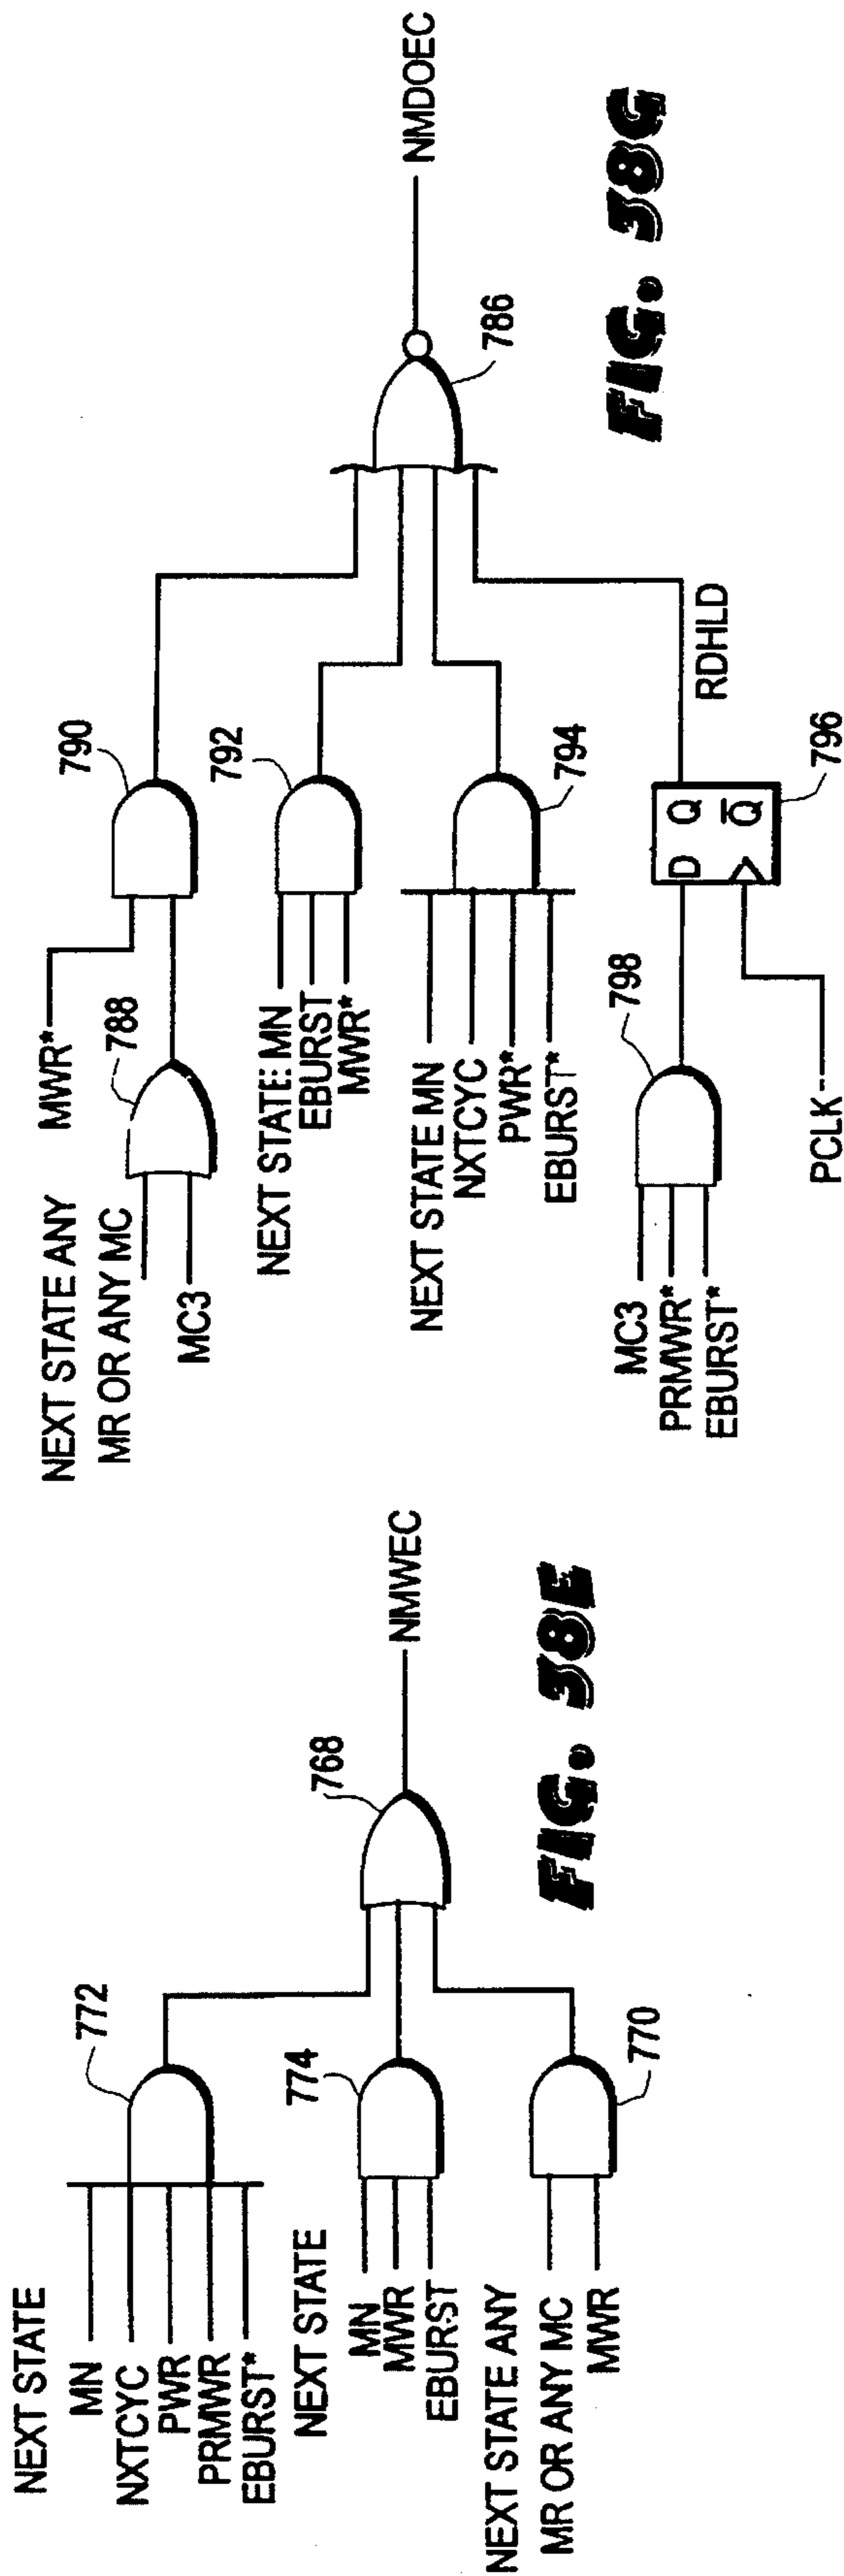 NEXT STATE
MN
NXTCYC
PWR
PRMWR
EBURST*
772
NEXT STATE
MN
MWR
EBURST
774
NEXT STATE ANY
MR OR ANY MC
MWR
770
768
NMWEC
FIG. 38E
NEXT STATE ANY
MR OR ANY MC
MC3
788
MWR*
790
NEXT STATE: MN
EBURST
MWR*
792
NEXT STATE MN
NXTCYC
PWR*
EBURST*
794
MC3
PRMWR*
EBURST*
798
PCLK
D Q
Q̅
796
RDHLD
786
NMDOEC
FIG. 38G